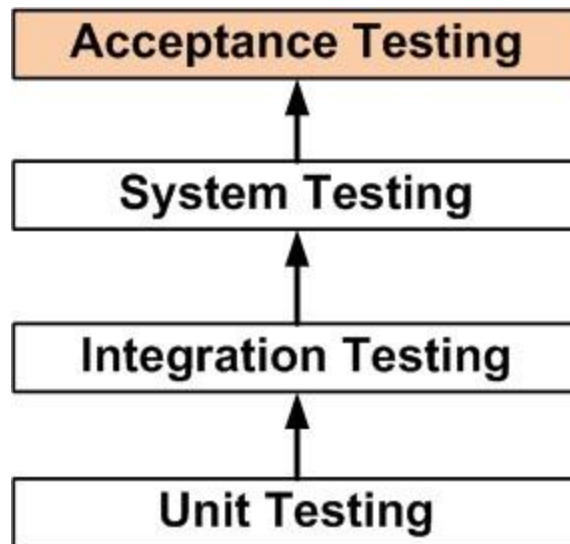 Acceptance Testing
System Testing
Integration Testing
Unit Testing